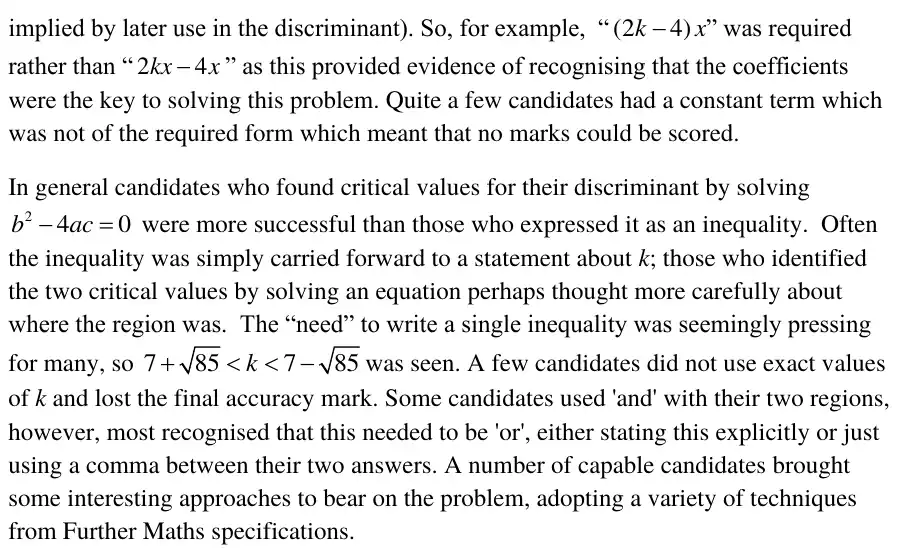 implied by later use in the discriminant). So, for example, “(2k – 4)x” was required
rather than “2kx – 4x” as this provided evidence of recognising that the coefficients
were the key to solving this problem. Quite a few candidates had a constant term which
was not of the required form which meant that no marks could be scored.
In general candidates who found critical values for their discriminant by solving
b² – 4ac = 0 were more successful than those who expressed it as an inequality. Often
the inequality was simply carried forward to a statement about k; those who identified
the two critical values by solving an equation perhaps thought more carefully about
where the region was. The “need” to write a single inequality was seemingly pressing
for many, so 7 + √85 < k < 7 – √85 was seen. A few candidates did not use exact values
of k and lost the final accuracy mark. Some candidates used 'and' with their two regions,
however, most recognised that this needed to be 'or', either stating this explicitly or just
using a comma between their two answers. A number of capable candidates brought
some interesting approaches to bear on the problem, adopting a variety of techniques
from Further Maths specifications.